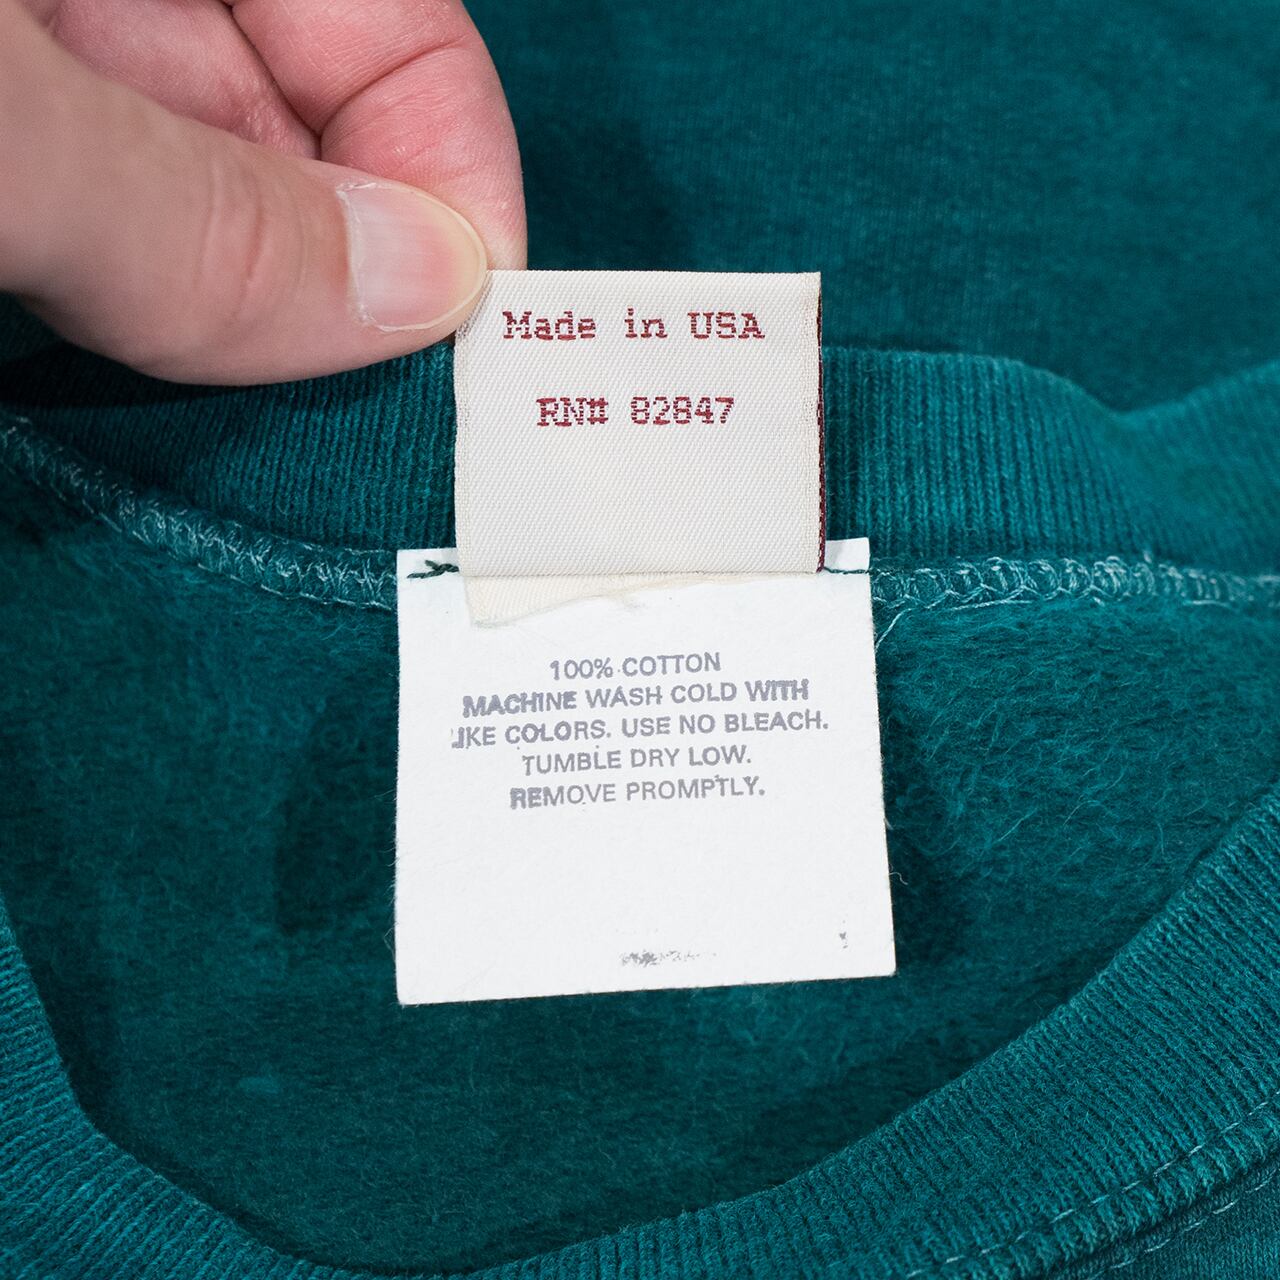 Made in USA
RN# 82847
100% COTTON
MACHINE WASH COLD WITH
LIKE COLORS. USE NO BLEACH.
TUMBLE DRY LOW.
REMOVE PROMPTLY.